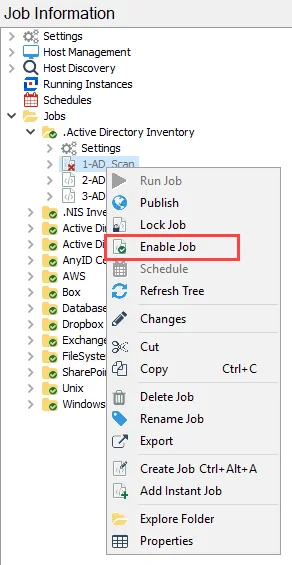 Job Information
Settings
Host Management
Host Discovery
Running Instances
Schedules
Jobs
.Active Directory Inventory
Settings
1-AD_Scan
2-AD
3-AD
.NIS Inve
Active Di
Active Di
AnyID C
AWS
Box
Database
Dropbox
Exchange
FileSystem
SharePoin
Unix
Windows
Run Job
Publish
Lock Job
Enable Job
Schedule
Refresh Tree
Changes
Cut
Copy Ctrl+C
Delete Job
Rename Job
Export
Create Job Ctrl+Alt+A
Add Instant Job
Explore Folder
Properties